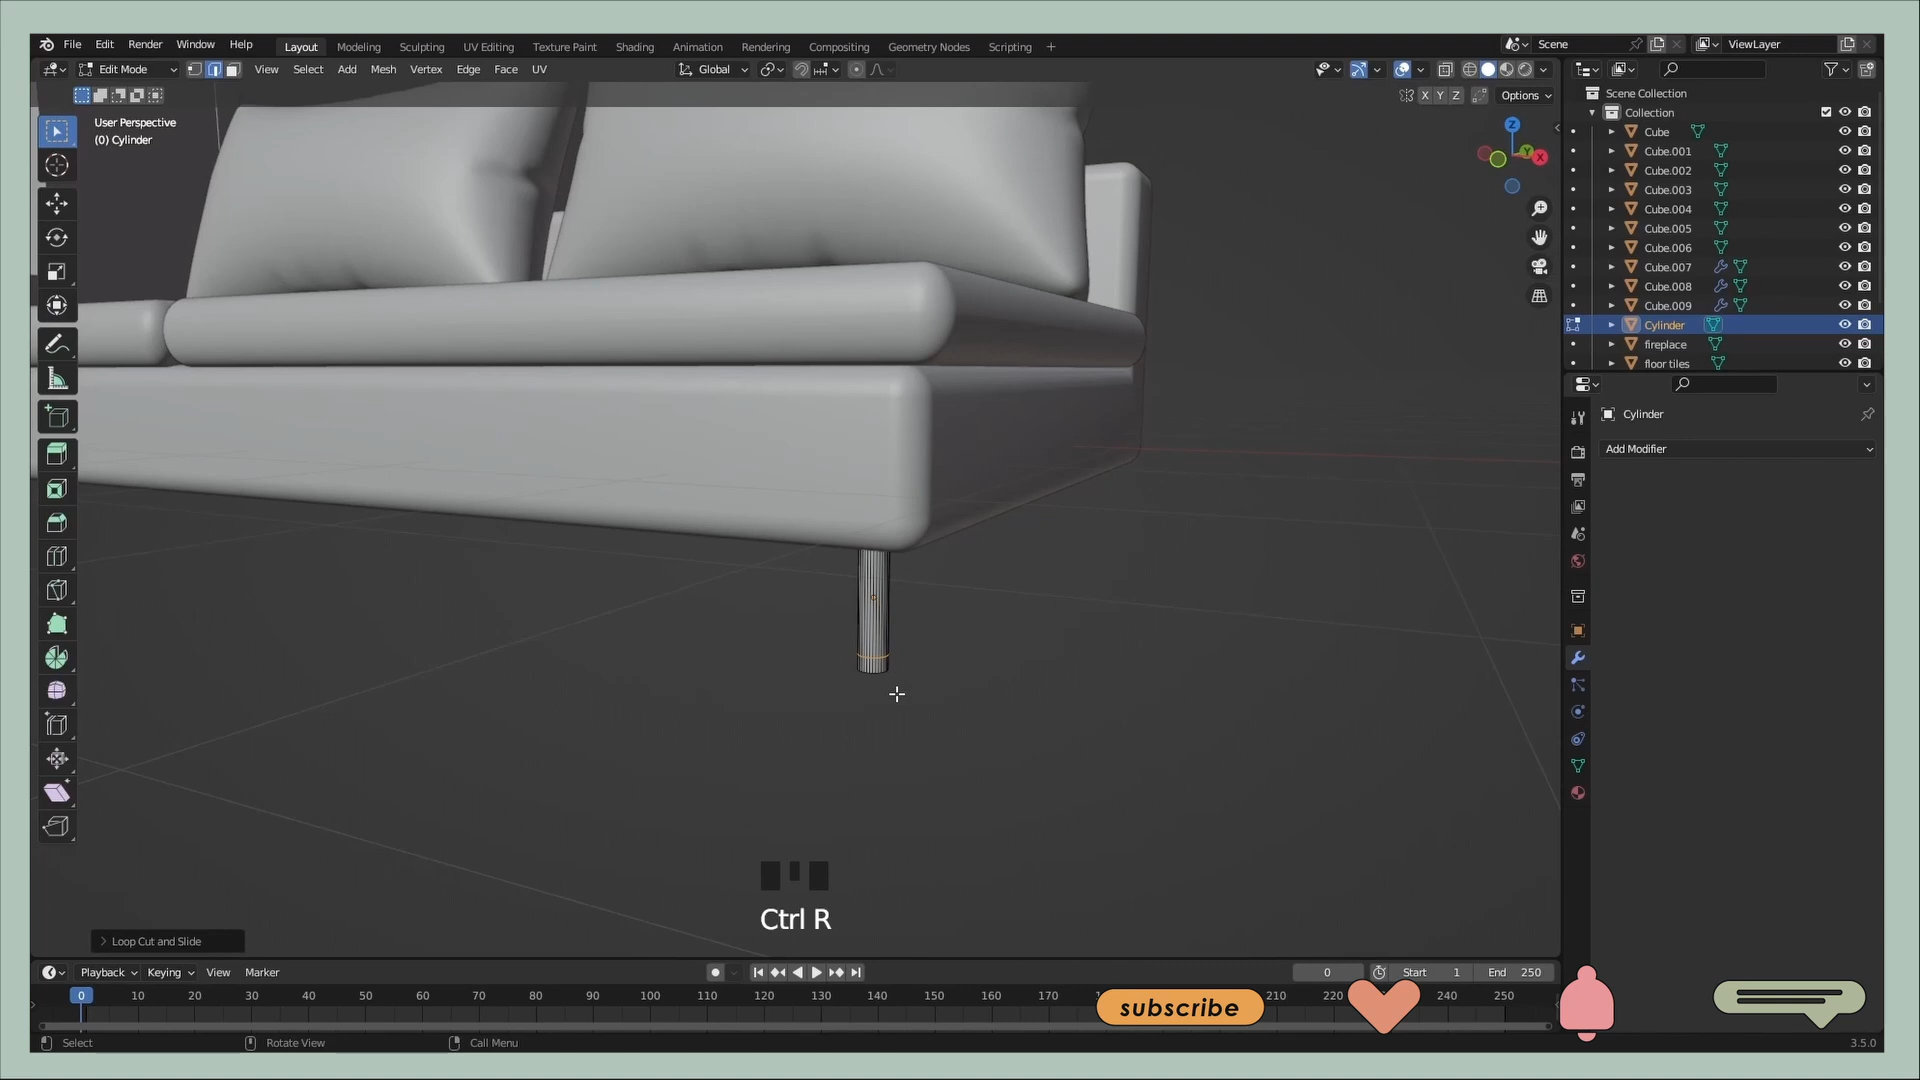 File Edit Render Window Help Layout Modeling Sculpting UV Editing Texture Paint Shading Animation Rendering Compositing Geometry Nodes Scripting + Scene ViewLayer
Edit Mode View Select Add Mesh Vertex Edge Face UV Global
X Y Z Options
User Perspective
(0) Cylinder
Z
Y
X
Scene Collection
Collection
Cube
Cube.001
Cube.002
Cube.003
Cube.004
Cube.005
Cube.006
Cube.007
Cube.008
Cube.009
Cylinder
fireplace
floor tiles
Cylinder
Add Modifier
Ctrl R
Loop Cut and Slide
Playback Keying View Marker 0 Start 1 End 250
0 10 20 30 40 50 60 70 80 90 100 110 120 130 140 150 160 170 210 220 240 250
subscribe
Select Rotate View Call Menu 3.5.0